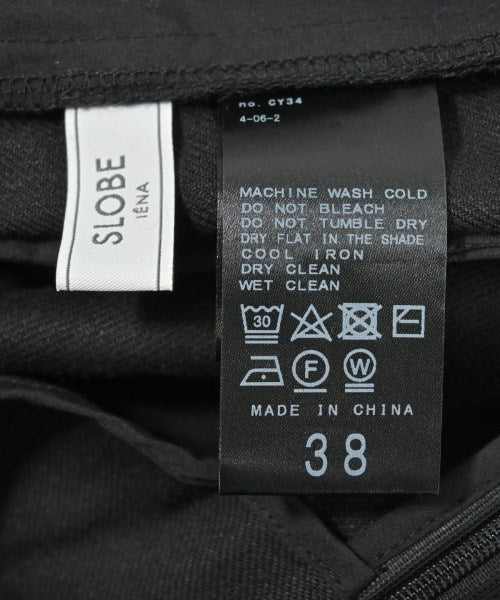 SLOBE
IÉNA
no. CY34
4-06-2
MACHINE WASH COLD
DO NOT BLEACH
DO NOT TUMBLE DRY
DRY FLAT IN THE SHADE
COOL IRON
DRY CLEAN
WET CLEAN
30
F W
MADE IN CHINA
38